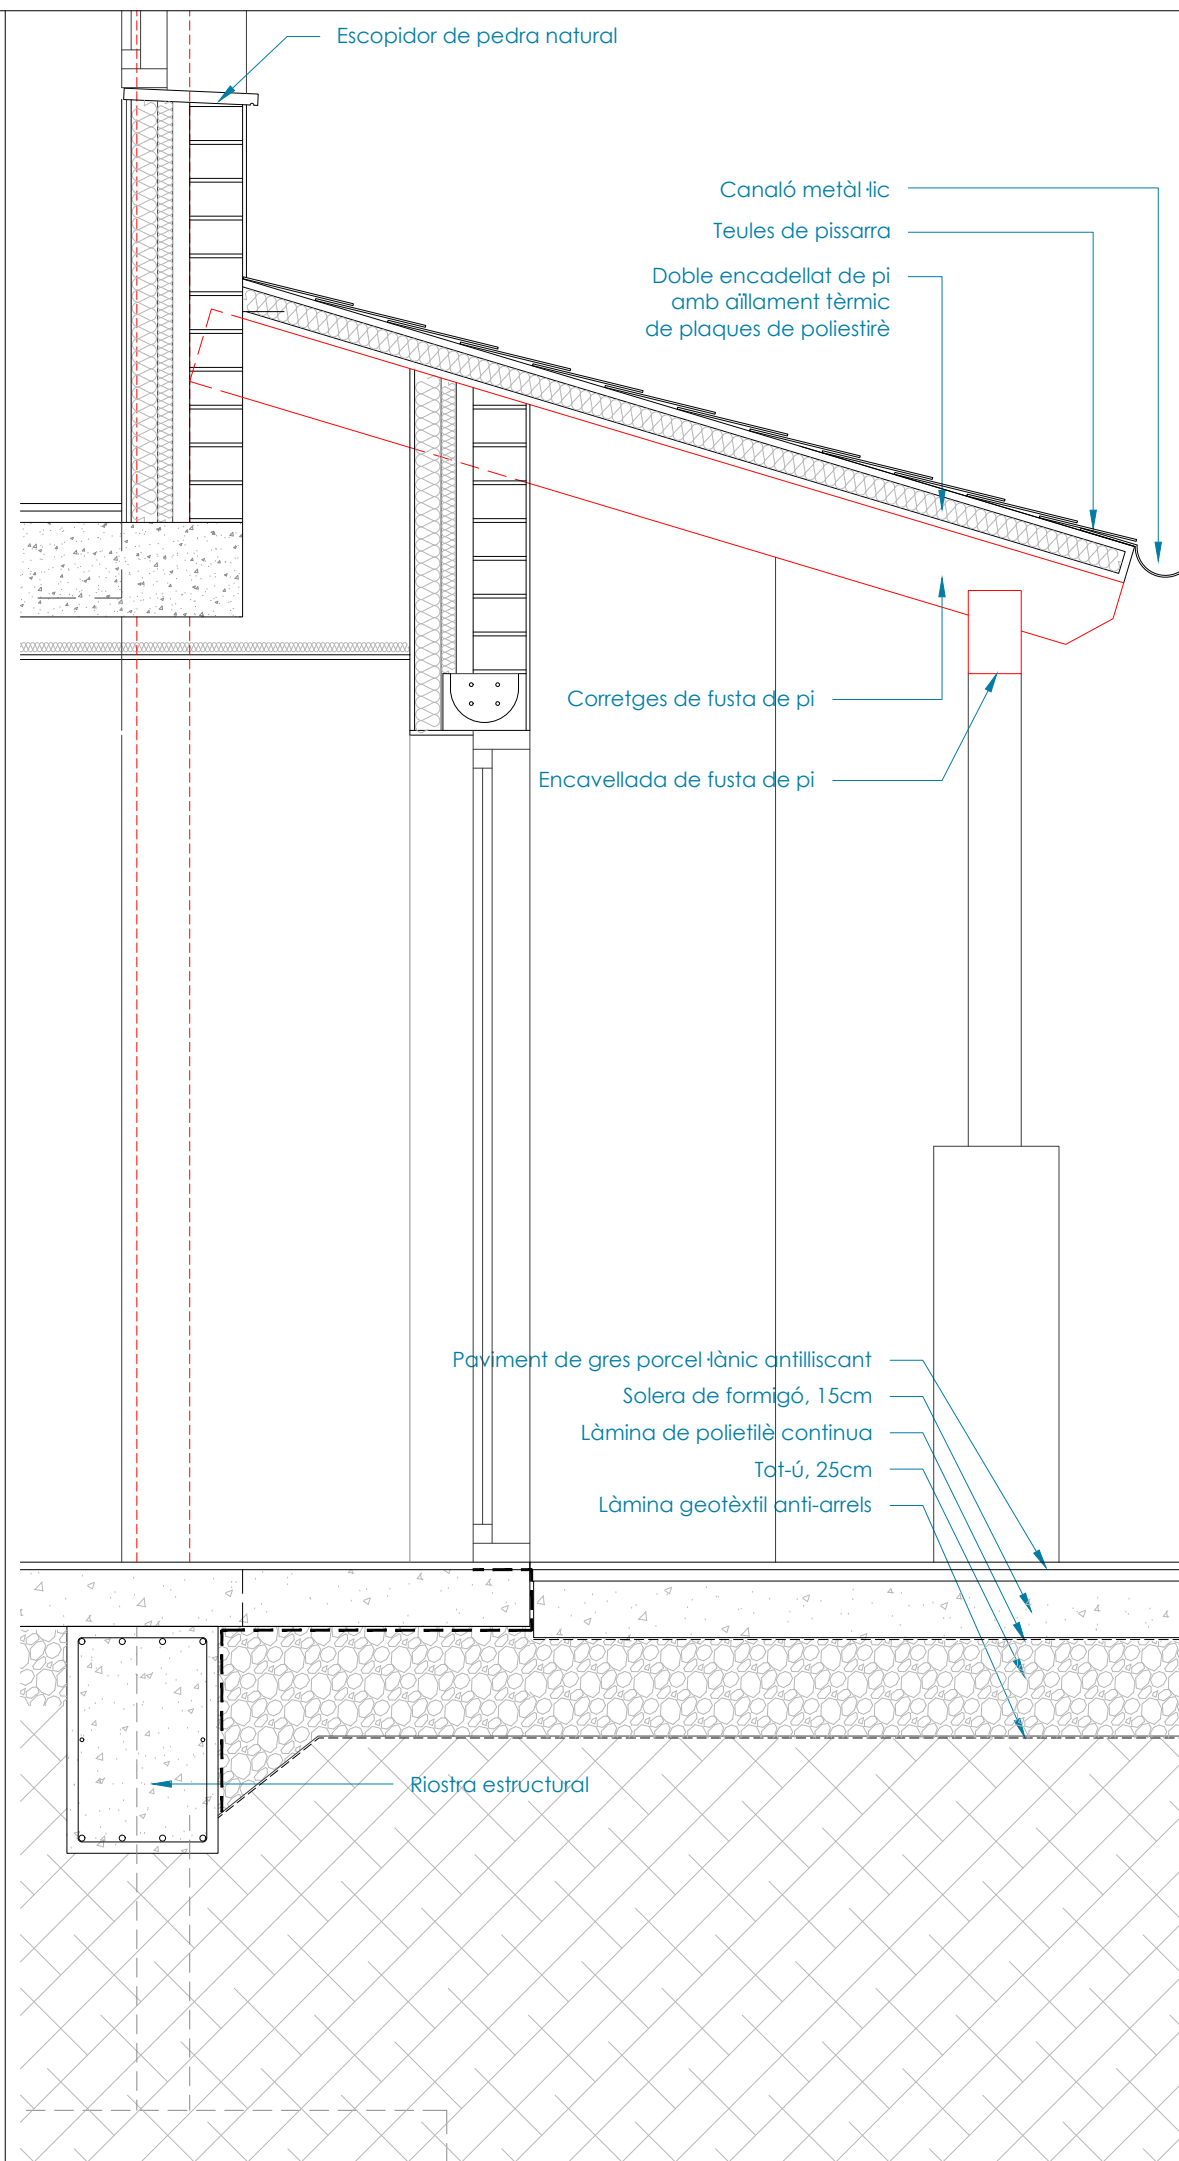 Escopidor de pedra natural
Canaló metàl·lic
Teules de pissarra
Doble encadellat de pi
amb aïllament tèrmic
de plaques de poliestirè
Corretges de fusta de pi
Encavellada de fusta de pi
Paviment de gres porcel·lànic antilliscant
Solera de formigó, 15cm
Làmina de polietilè continua
Tot-ú, 25cm
Làmina geotèxtil anti-arrels
Riostra estructural